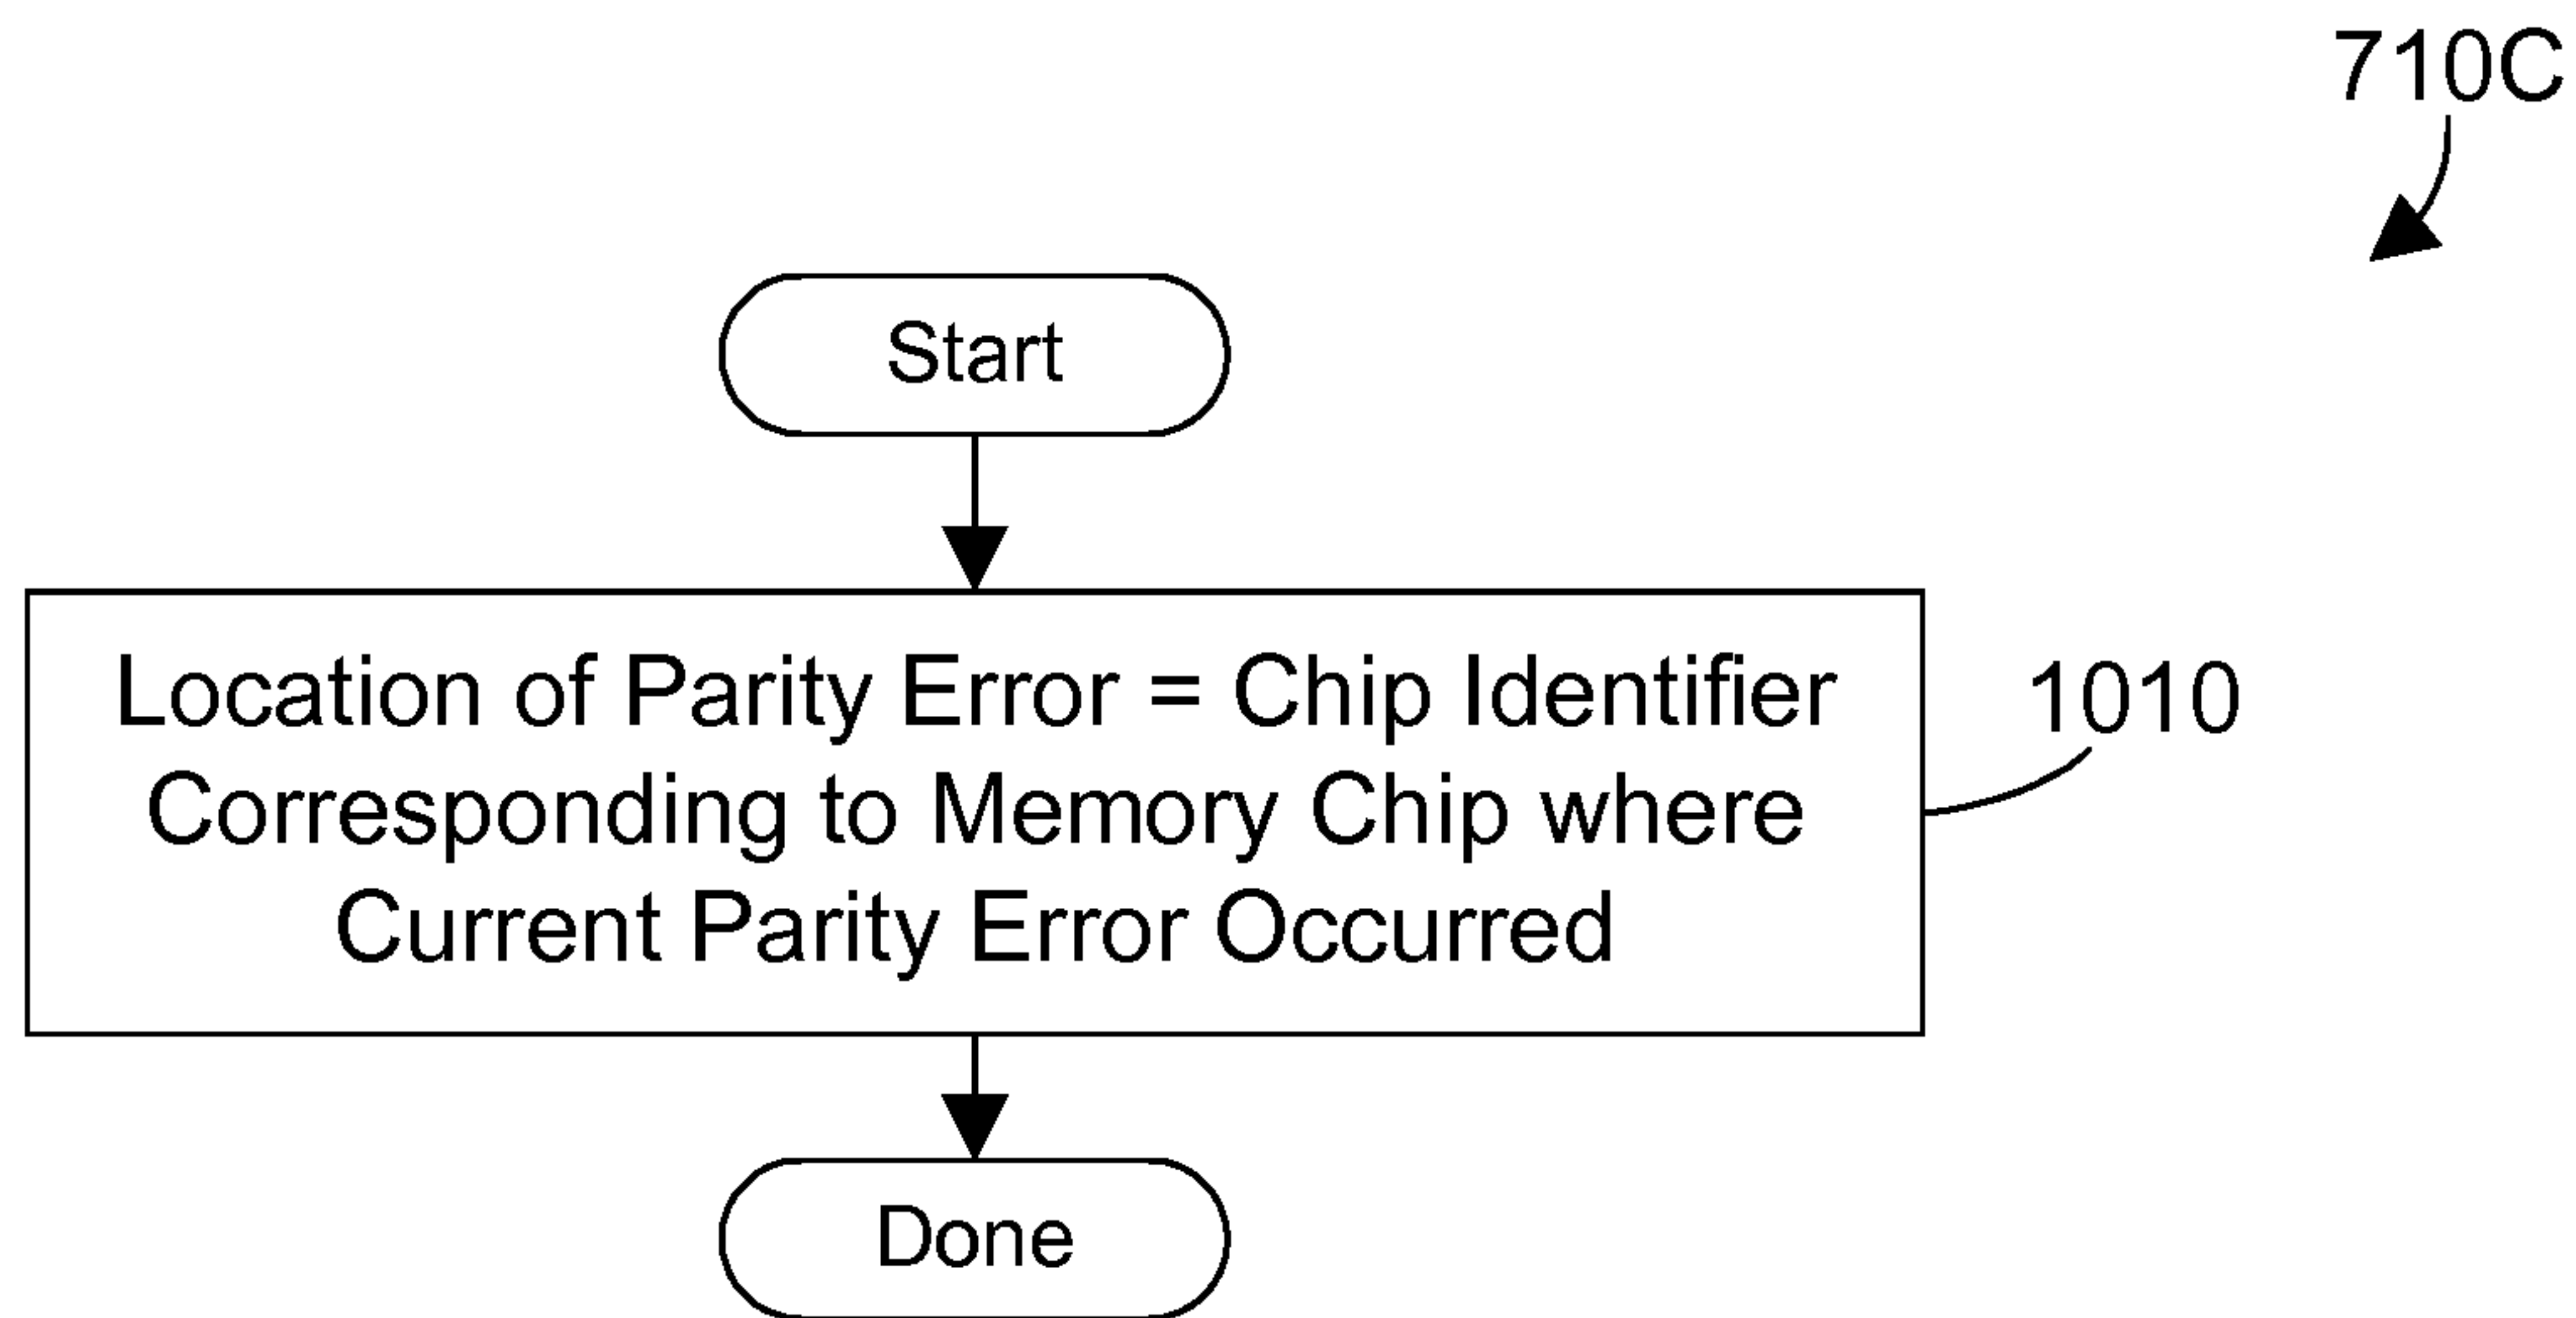 710C
Start
Location of Parity Error = Chip Identifier
Corresponding to Memory Chip where
Current Parity Error Occurred
1010
Done